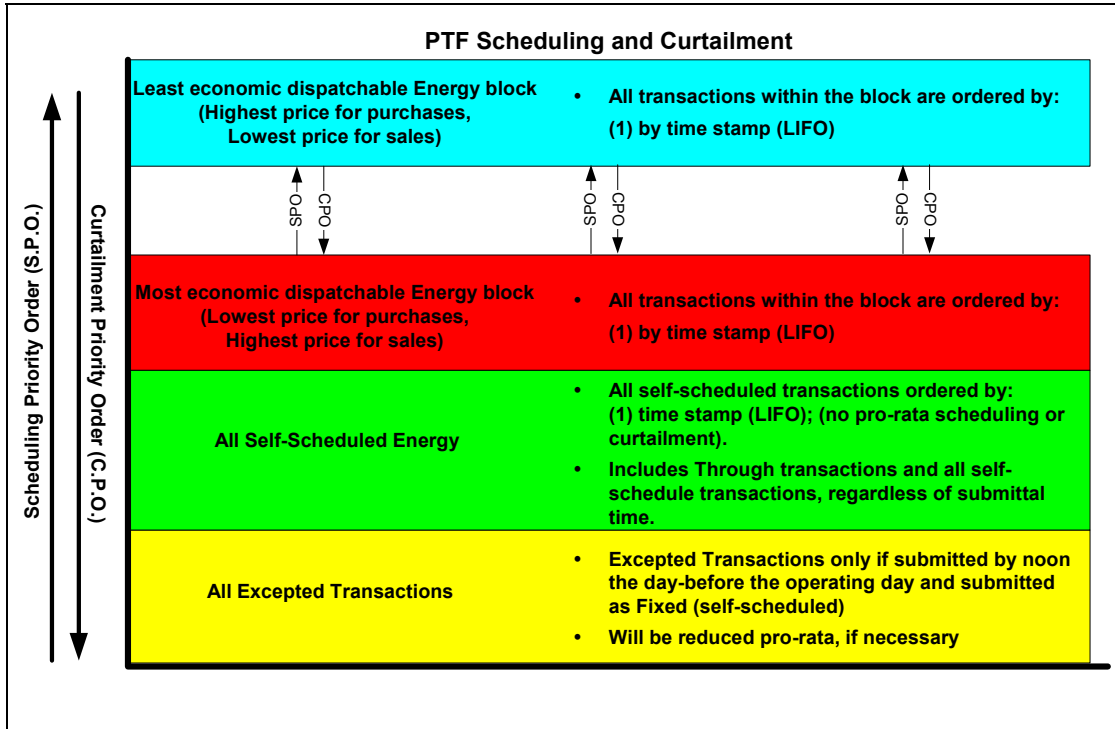 PTF Scheduling and Curtailment
Scheduling Priority Order (S.P.O.)
Curtailment Priority Order (C.P.O.)
Least economic dispatchable Energy block
(Highest price for purchases,
Lowest price for sales)
• All transactions within the block are ordered by:
(1) by time stamp (LIFO)
OPS
CPO
OPS
CPO
OPS
CPO
Most economic dispatchable Energy block
(Lowest price for purchases,
Highest price for sales)
• All transactions within the block are ordered by:
(1) by time stamp (LIFO)
All Self-Scheduled Energy
• All self-scheduled transactions ordered by:
(1) time stamp (LIFO); (no pro-rata scheduling or
curtailment).
• Includes Through transactions and all self-
schedule transactions, regardless of submittal
time.
All Excepted Transactions
• Excepted Transactions only if submitted by noon
the day-before the operating day and submitted
as Fixed (self-scheduled)
• Will be reduced pro-rata, if necessary